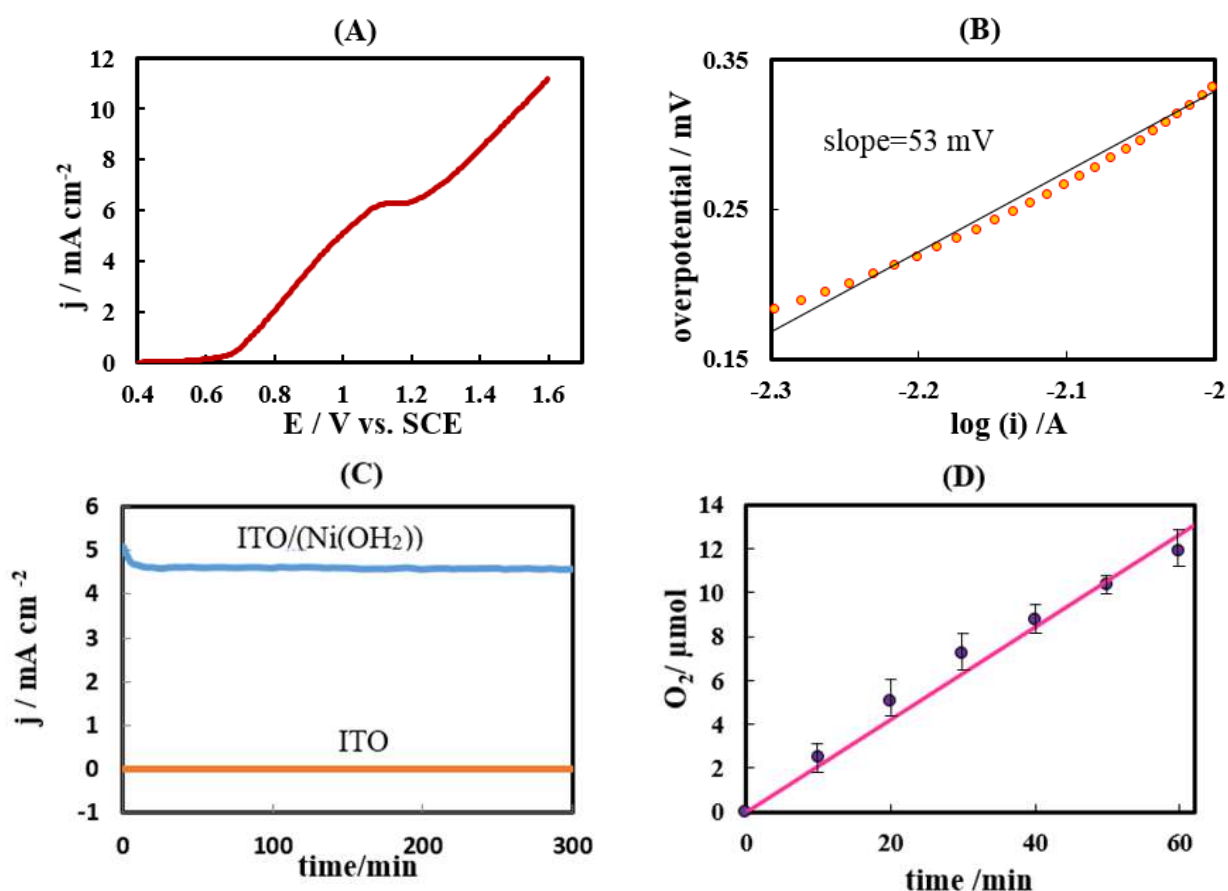 (A)
12
10
8
6
4
2
0
j / mA cm⁻²
0.4 0.6 0.8 1 1.2 1.4 1.6
E / V vs. SCE
(B)
0.35
0.25
0.15
overpotential / mV
slope=53 mV
-2.3 -2.2 -2.1 -2
log (i) /A
(C)
6
5
4
3
2
1
0
-1
j / mA cm ⁻²
ITO/(Ni(OH₂))
ITO
0 100 200 300
time/min
(D)
14
12
10
8
6
4
2
0
O₂/ µmol
0 20 40 60
time /min